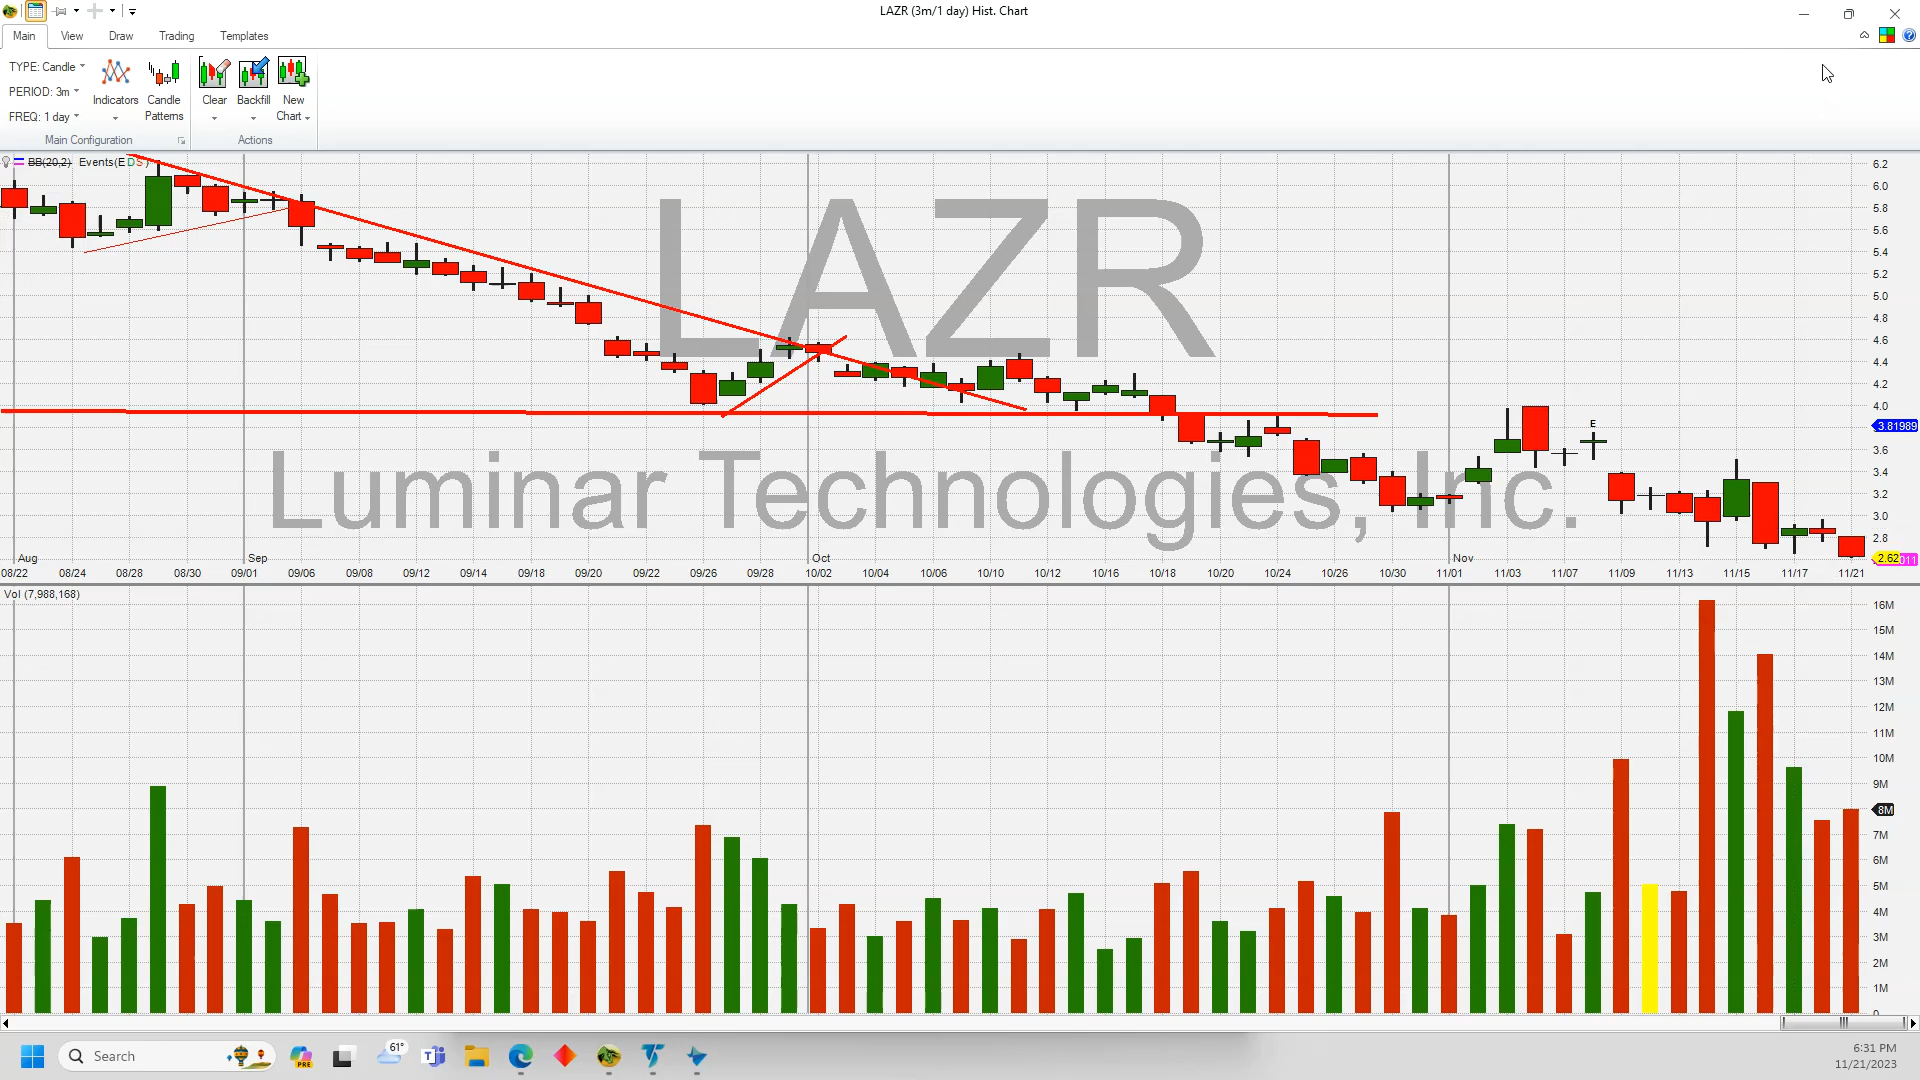 LAZR (3m/1 day) Hist. Chart
Main View Draw Trading Templates
TYPE: Candle
PERIOD: 3m
FREQ: 1 day
Indicators
Candle Patterns
Clear
Backfill
New Chart
Main Configuration
Actions
BB(20,2) Events(EDS)
LAZR
Luminar Technologies, Inc.
E
6.2
6.0
5.8
5.6
5.4
5.2
5.0
4.8
4.6
4.4
4.2
4.0
3.81989
3.6
3.4
3.2
3.0
2.8
2.62
Aug Sep Oct Nov
08/22 08/24 08/28 08/30 09/01 09/06 09/08 09/12 09/14 09/18 09/20 09/22 09/26 09/28 10/02 10/04 10/06 10/10 10/12 10/16 10/18 10/20 10/24 10/26 10/30 11/01 11/03 11/07 11/09 11/13 11/15 11/17 11/21
Vol (7,988,168)
16M
15M
14M
13M
12M
11M
10M
9M
8M
7M
6M
5M
4M
3M
2M
1M
0
Search
PRE
61°
6:31 PM
11/21/2023